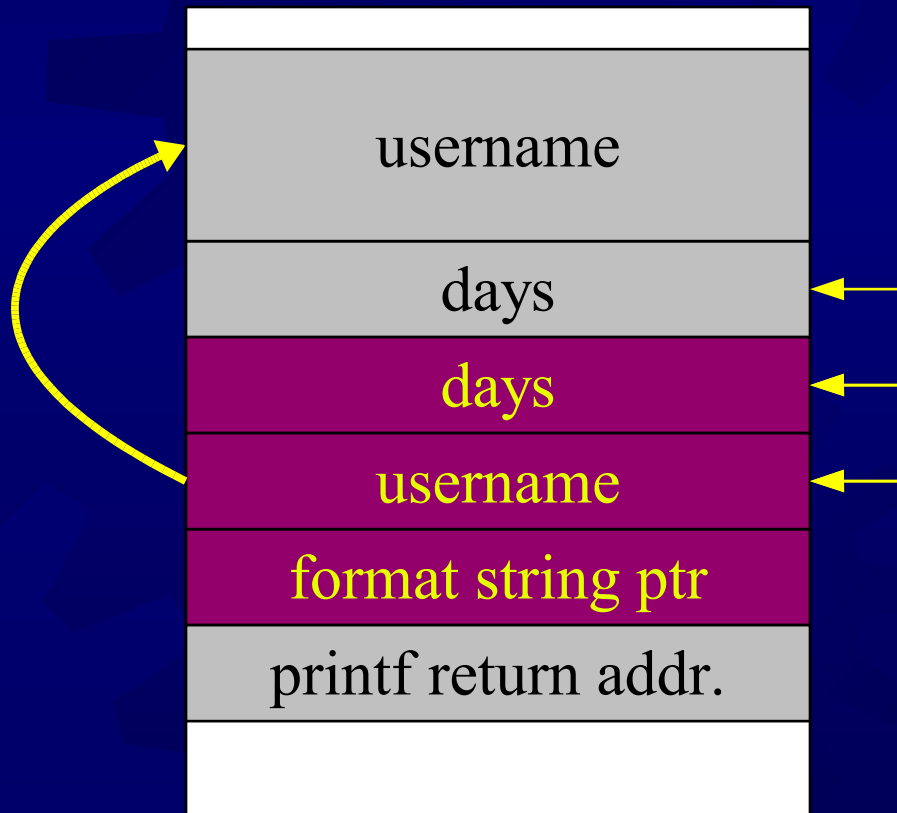 username
days
days
username
format string ptr
printf return addr.